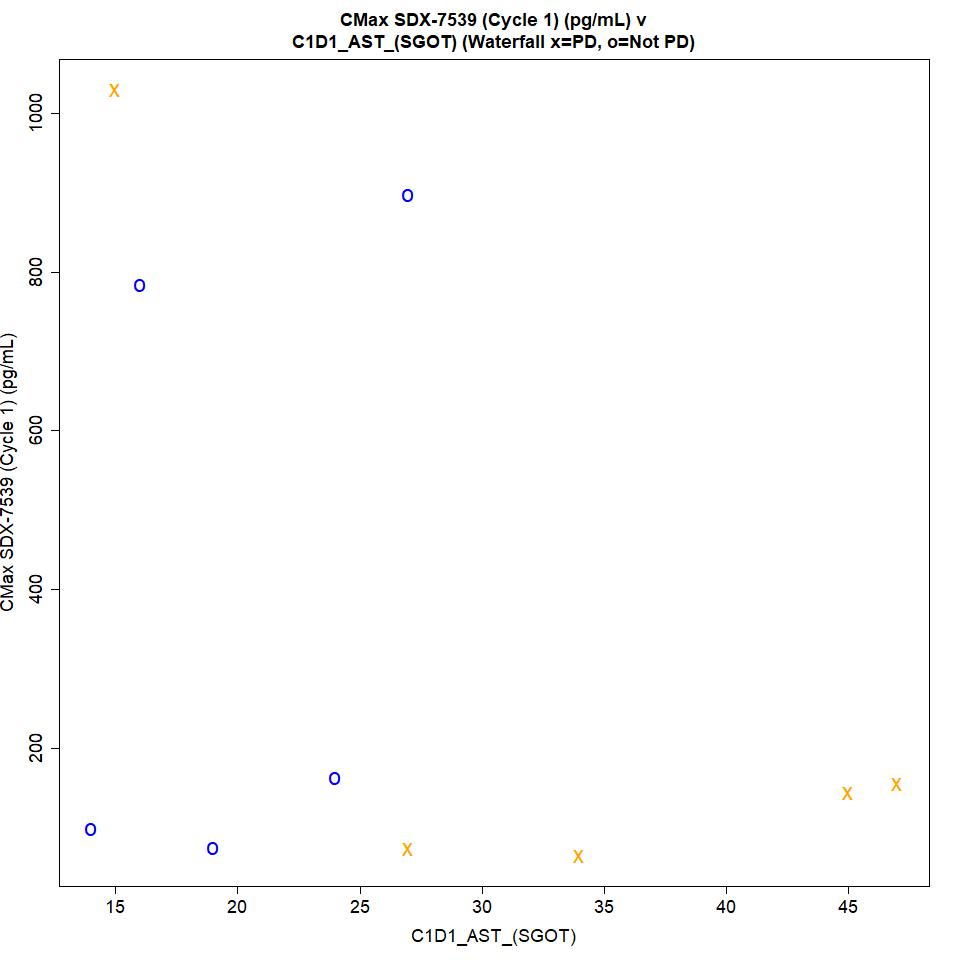 CMax SDX-7539 (Cycle 1) (pg/mL) v
C1D1_AST_(SGOT) (Waterfall x=PD, o=Not PD)
CMax SDX-7539 (Cycle 1) (pg/mL)
1000
800
600
400
200
X
O
O
X
X
O
O
O
X
X
15
20
25
30
35
40
45
C1D1_AST_(SGOT)